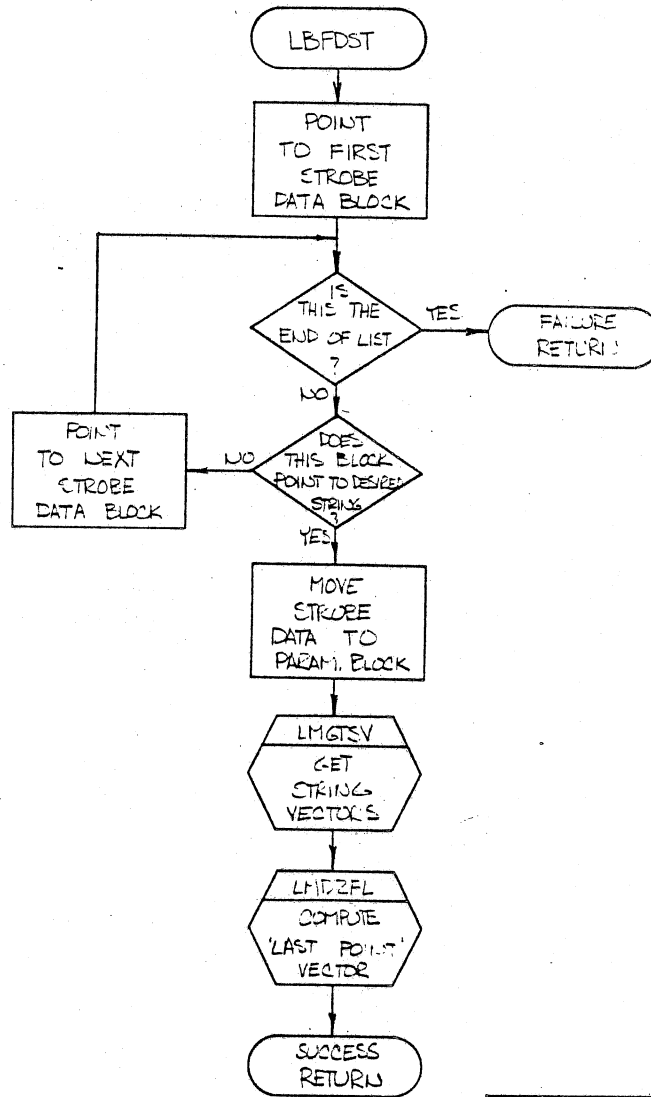 LBFDST
POINT
TO FIRST
STROBE
DATA BLOCK
IS
THIS THE
END OF LIST
?
YES
FAILURE
RETURN
NO
DOES
THIS BLOCK
POINT TO DESIRED
STRING
?
NO
POINT
TO NEXT
STROBE
DATA BLOCK
YES
MOVE
STROBE
DATA TO
PARAM. BLOCK
LMGTSV
GET
STRING
VECTORS
LMD2FL
COMPUTE
'LAST POINT'
VECTOR
SUCCESS
RETURN